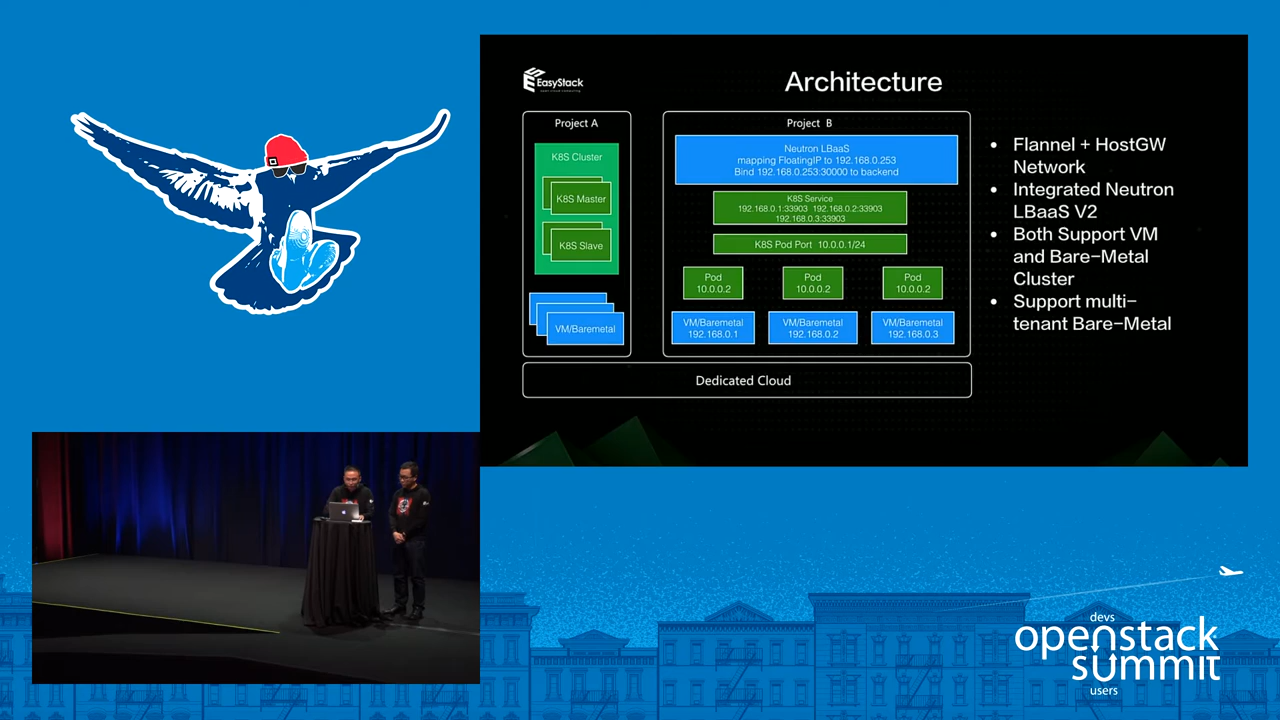 EasyStack
Architecture
Project A
K8S Cluster
K8S Master
K8S Slave
VM/Baremetal
Project B
Neutron LBaaS
mapping FloatingIP to 192.168.0.253
Bind 192.168.0.253:30000 to backend
K8S Service
192.168.0.1:33903 192.168.0.2:33903
192.168.0.3:33903
K8S Pod Port 10.0.0.1/24
Pod
10.0.0.2
Pod
10.0.0.2
Pod
10.0.0.2
VM/Baremetal
192.168.0.1
VM/Baremetal
192.168.0.2
VM/Baremetal
192.168.0.3
Dedicated Cloud
• Flannel + HostGW
Network
• Integrated Neutron
LBaaS V2
• Both Support VM
and Bare-Metal
Cluster
• Support multi-
tenant Bare-Metal
devs
openstack
summit
users